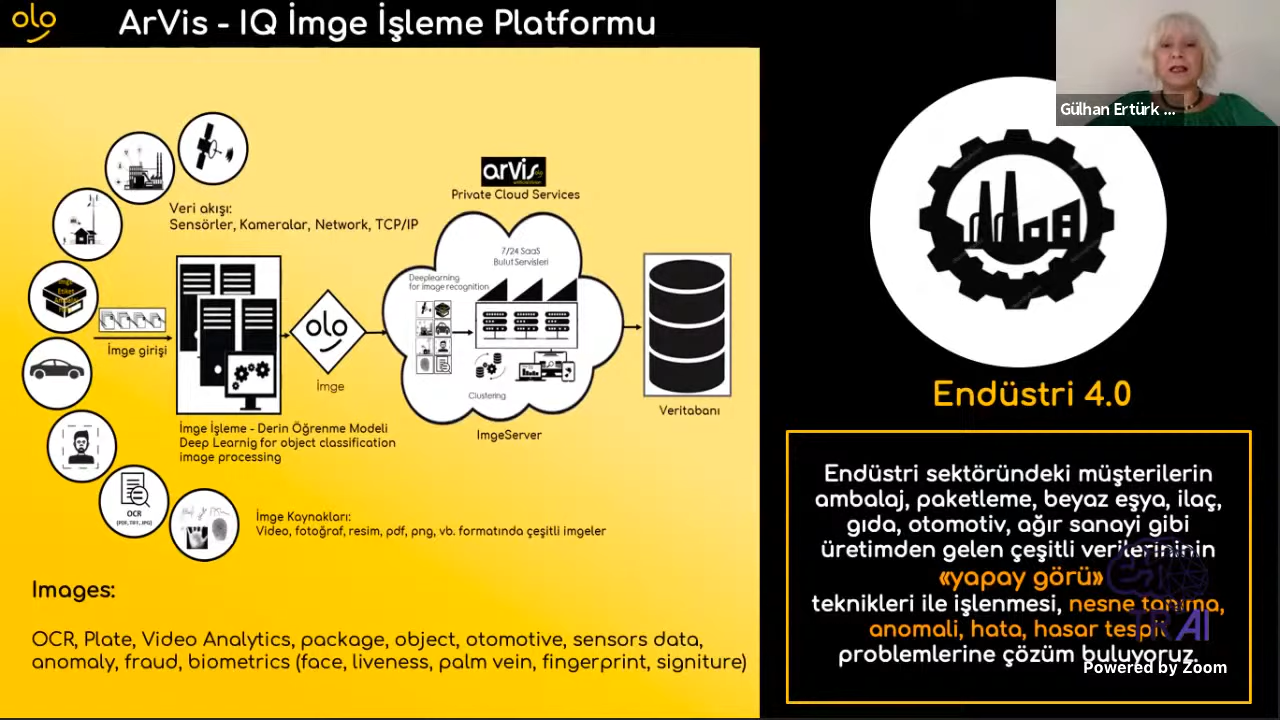 olo
ArVis - IQ İmge İşleme Platformu
Gülhan Ertürk ...
Veri akışı:
Sensörler, Kameralar, Network, TCP/IP
arVis
Private Cloud Services
7/24 SaaS
Bulut Servisleri
Deeplearning
for image recognition
İmge girişi
olo
İmge
Clustering
Veritabanı
ImgeServer
İmge İşleme - Derin Öğrenme Modeli
Deep Learnig for object classification
image processing
OCR
(PDF, TIFF, JPG)
İmge Kaynakları:
Video, fotoğraf, resim, pdf, png, vb. formatında çeşitli imgeler
Images:
OCR, Plate, Video Analytics, package, object, otomotive, sensors data,
anomaly, fraud, biometrics (face, liveness, palm vein, fingerprint, signiture)
Endüstri 4.0
Endüstri sektöründeki müşterilerin
ambalaj, paketleme, beyaz eşya, ilaç,
gıda, otomotiv, ağır sanayi gibi
üretimden gelen çeşitli verilerininin
«yapay görü»
teknikleri ile işlenmesi, nesne tanıma,
anomali, hata, hasar tespit
problemlerine çözüm buluyoruz.
TRAI
Powered by Zoom